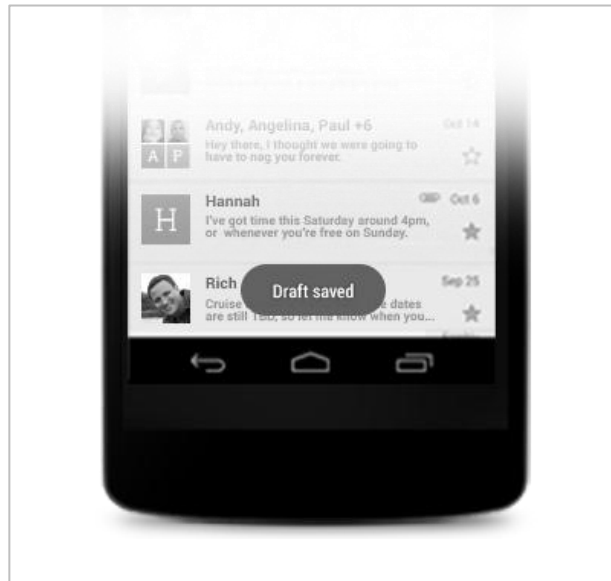 Andy, Angelina, Paul +6
Oct 14
Hey there, I thought we were going to
have to nag you forever.
A P
Hannah
Oct 6
H
I've got time this Saturday around 4pm,
or whenever you're free on Sunday.
Rich
Sep 25
Draft saved
Cruise dates
are still TBD, so let me know when you...